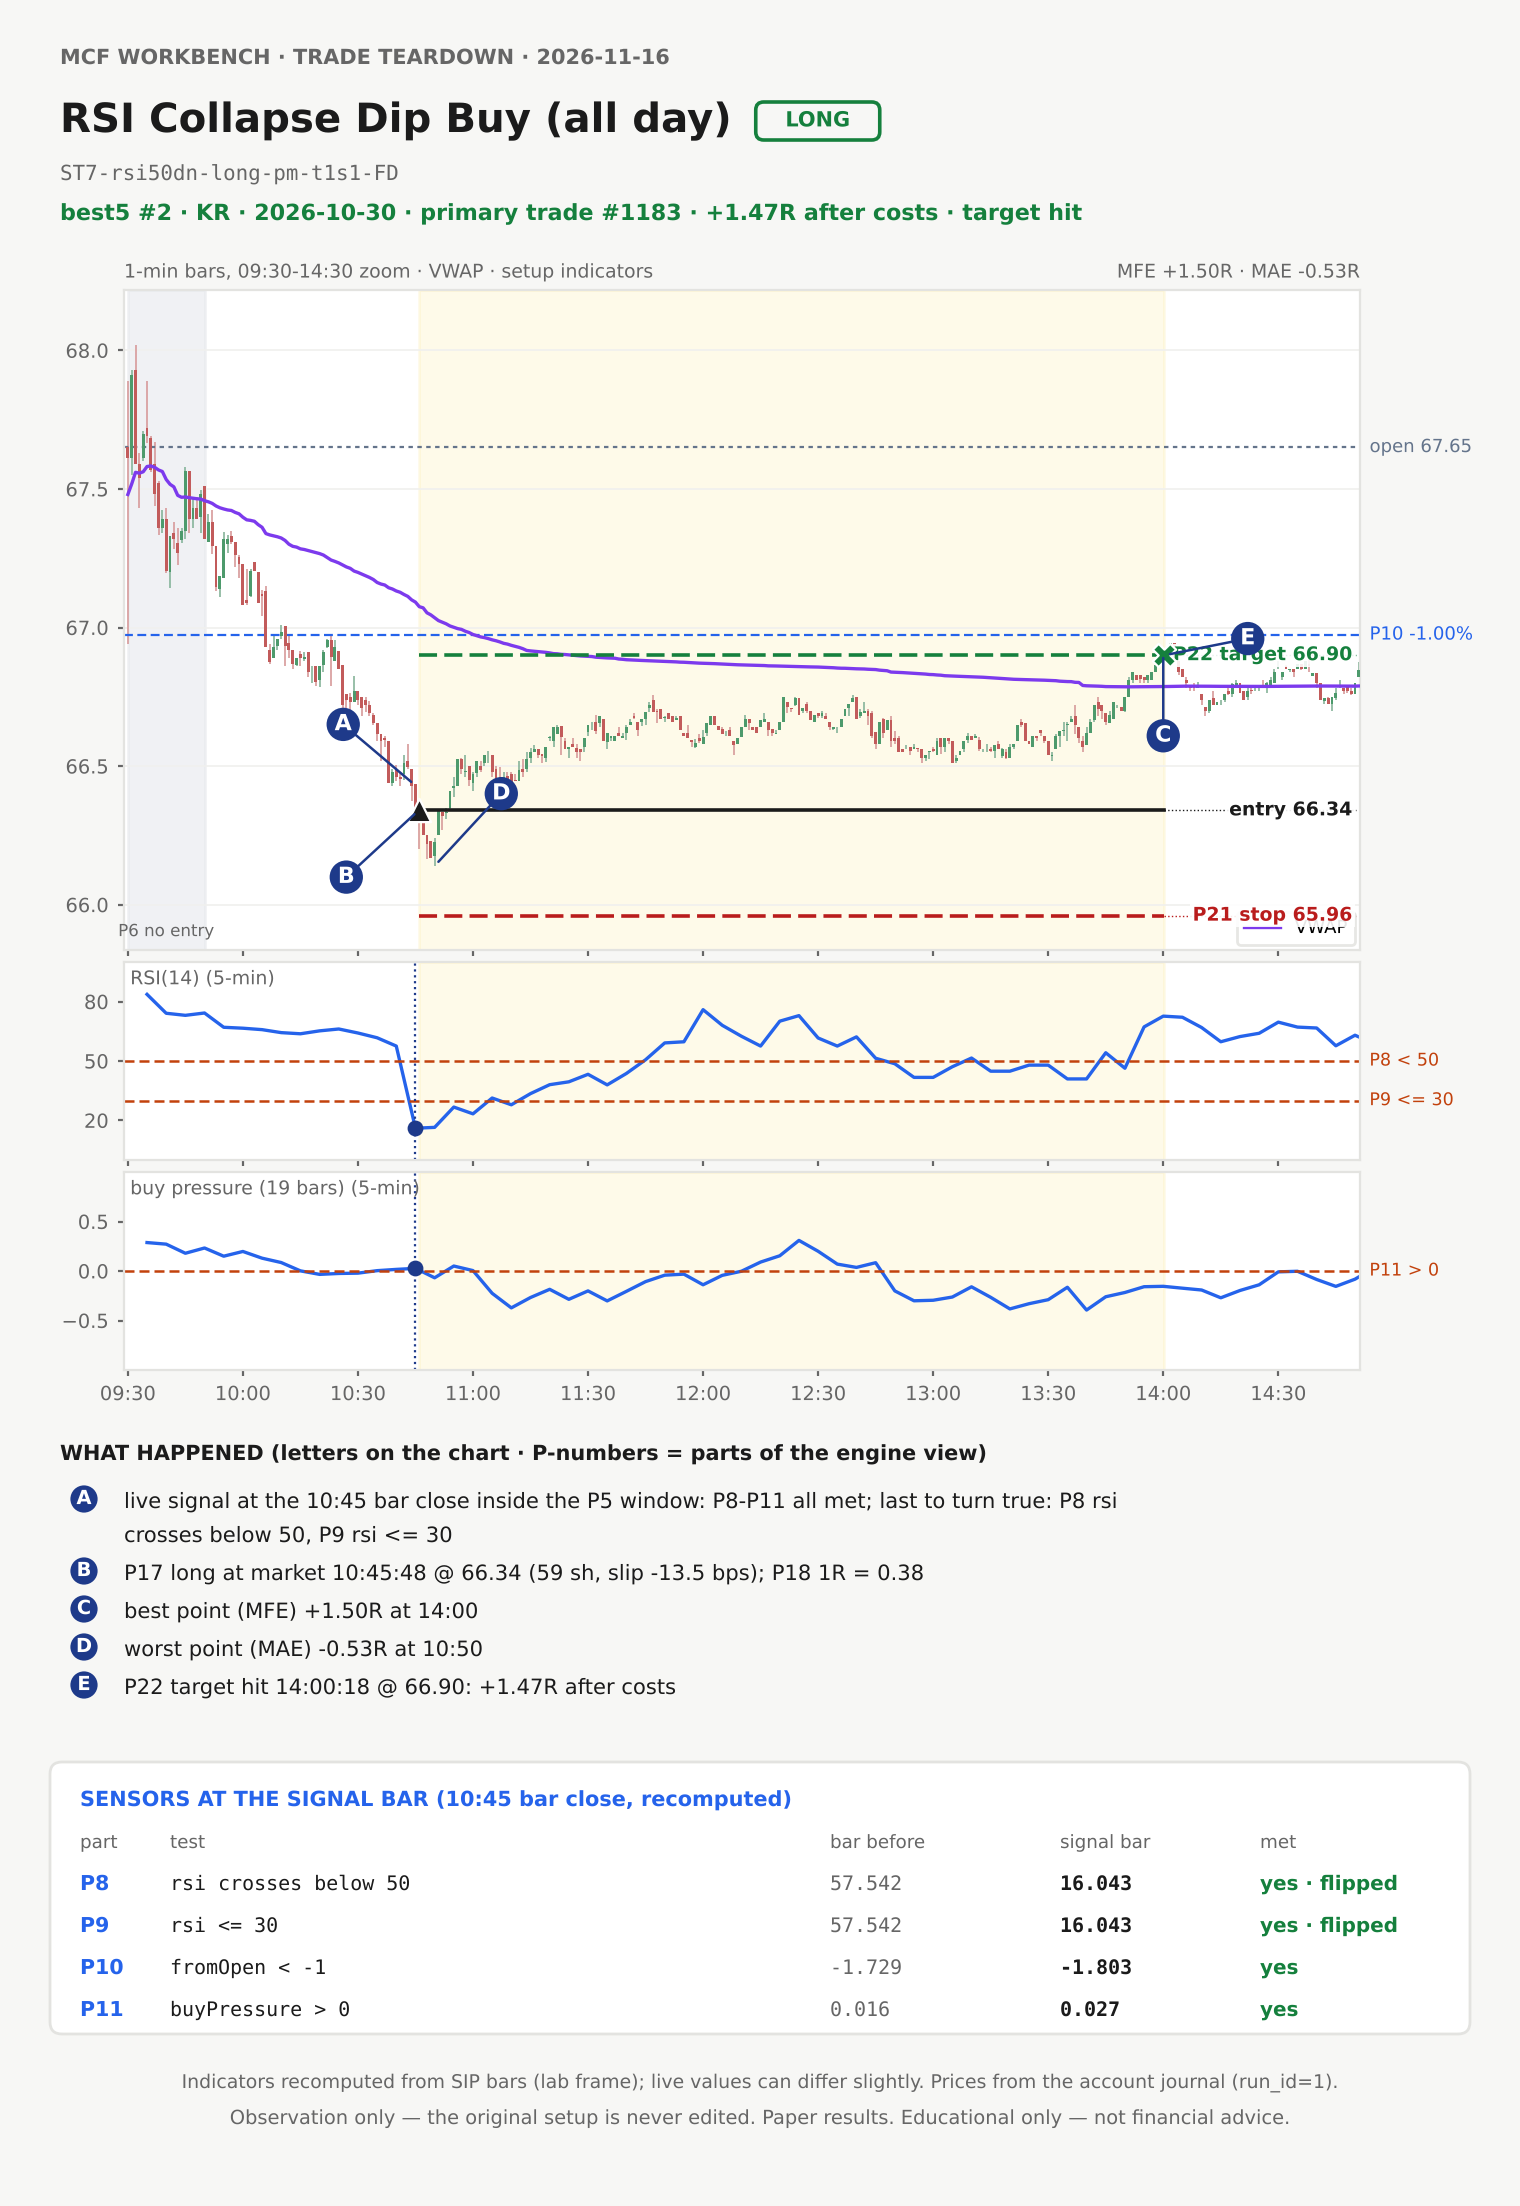 MCF WORKBENCH · TRADE TEARDOWN · 2026-11-16
RSI Collapse Dip Buy (all day)
LONG
ST7-rsi50dn-long-pm-t1s1-FD
best5 #2 · KR · 2026-10-30 · primary trade #1183 · +1.47R after costs · target hit
1-min bars, 09:30-14:30 zoom · VWAP · setup indicators
MFE +1.50R · MAE -0.53R
68.0
open 67.65
67.5
67.0
P10 -1.00%
E
P22 target 66.90
A
C
66.5
D
entry 66.34
B
66.0
P21 stop 65.96
VWAP
P6 no entry
RSI(14) (5-min)
80
50
P8 < 50
P9 <= 30
20
buy pressure (19 bars) (5-min)
0.5
0.0
P11 > 0
−0.5
09:30 10:00 10:30 11:00 11:30 12:00 12:30 13:00 13:30 14:00 14:30
WHAT HAPPENED (letters on the chart · P-numbers = parts of the engine view)
A live signal at the 10:45 bar close inside the P5 window: P8-P11 all met; last to turn true: P8 rsi
crosses below 50, P9 rsi <= 30
B P17 long at market 10:45:48 @ 66.34 (59 sh, slip -13.5 bps); P18 1R = 0.38
C best point (MFE) +1.50R at 14:00
D worst point (MAE) -0.53R at 10:50
E P22 target hit 14:00:18 @ 66.90: +1.47R after costs
SENSORS AT THE SIGNAL BAR (10:45 bar close, recomputed)
part test bar before signal bar met
P8 rsi crosses below 50 57.542 16.043 yes · flipped
P9 rsi <= 30 57.542 16.043 yes · flipped
P10 fromOpen < -1 -1.729 -1.803 yes
P11 buyPressure > 0 0.016 0.027 yes
Indicators recomputed from SIP bars (lab frame); live values can differ slightly. Prices from the account journal (run_id=1).
Observation only — the original setup is never edited. Paper results. Educational only — not financial advice.